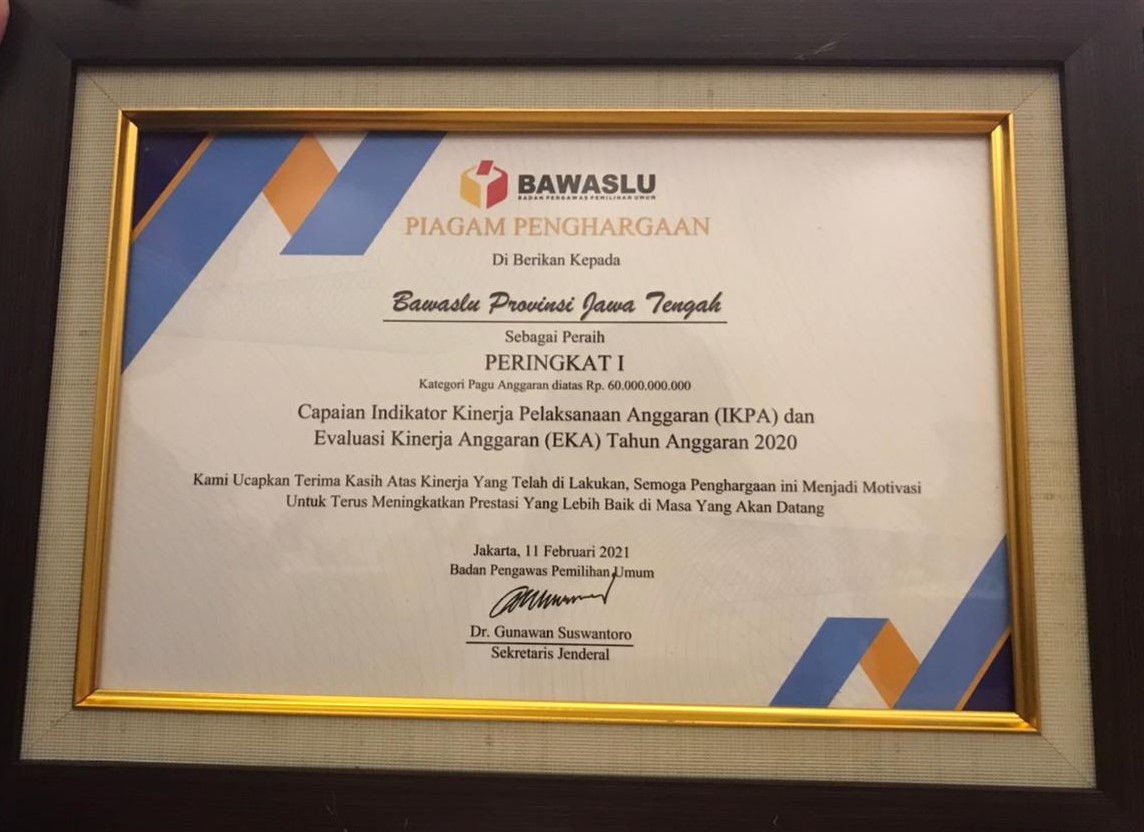 BAWASLU
BADAN PENGAWAS PEMILIHAN UMUM
PIAGAM PENGHARGAAN
Di Berikan Kepada
Bawaslu Provinsi Jawa Tengah
Sebagai Peraih
PERINGKAT I
Kategori Pagu Anggaran diatas Rp. 60.000.000.000
Capaian Indikator Kinerja Pelaksanaan Anggaran (IKPA) dan
Evaluasi Kinerja Anggaran (EKA) Tahun Anggaran 2020
Kami Ucapkan Terima Kasih Atas Kinerja Yang Telah di Lakukan, Semoga Penghargaan ini Menjadi Motivasi
Untuk Terus Meningkatkan Prestasi Yang Lebih Baik di Masa Yang Akan Datang
Jakarta, 11 Februari 2021
Badan Pengawas Pemilihan Umum
Dr. Gunawan Suswantoro
Sekretaris Jenderal